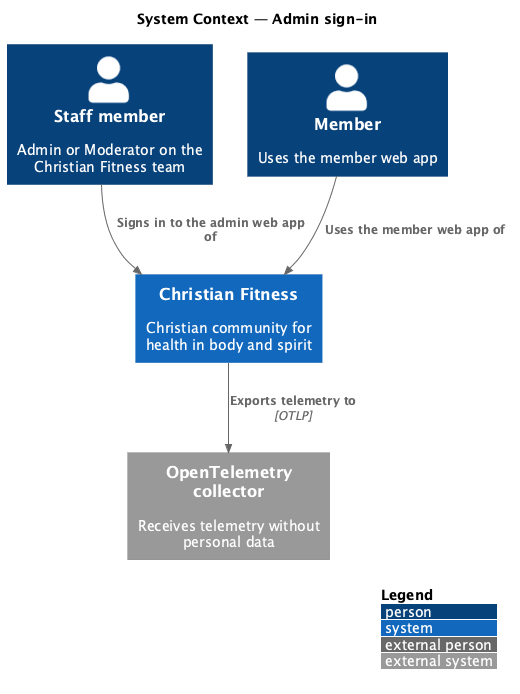 System Context — Admin sign-in
Staff member
Admin or Moderator on the
Christian Fitness team
Member
Uses the member web app
Signs in to the admin web app
of
Uses the member web app of
Christian Fitness
Christian community for
health in body and spirit
Exports telemetry to
[OTLP]
OpenTelemetry
collector
Receives telemetry without
personal data
Legend
person
system
external person
external system